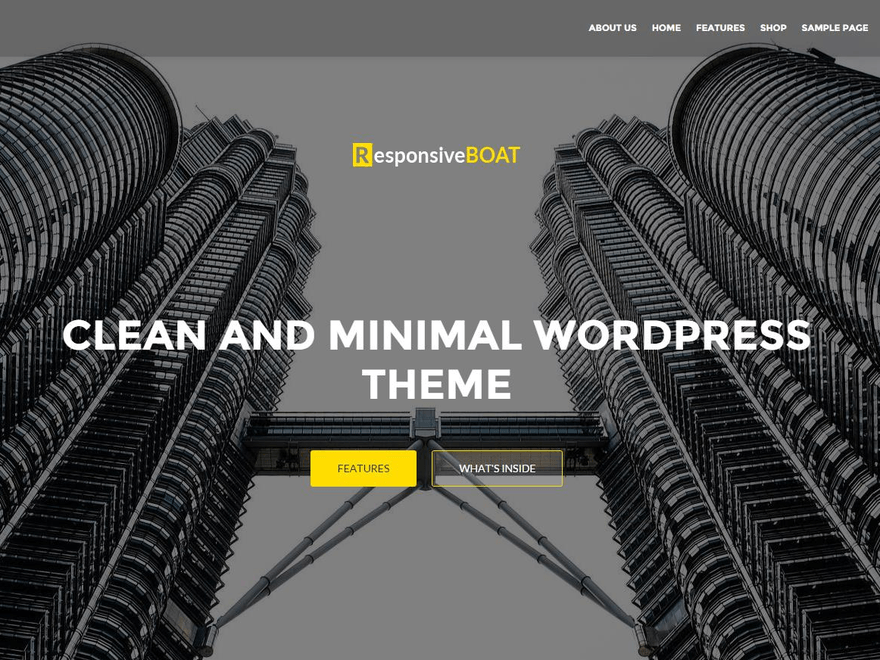 ABOUT US HOME FEATURES SHOP SAMPLE PAGE
ResponsiveBOAT
CLEAN AND MINIMAL WORDPRESS
THEME
FEATURES WHAT'S INSIDE